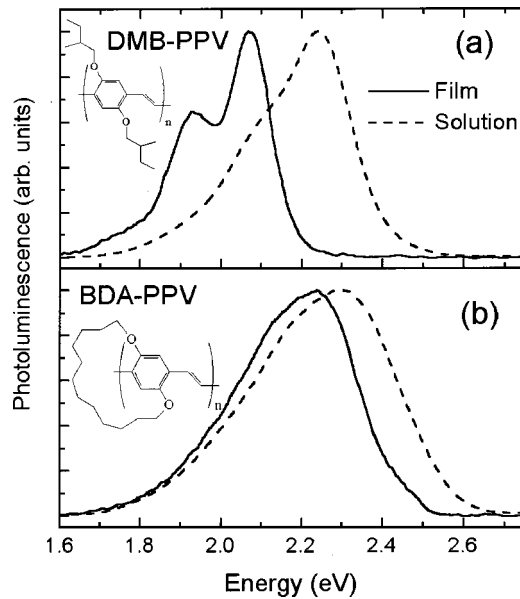 DMB-PPV
(a)
Film
Solution
O
n
O
Photoluminescence (arb. units)
BDA-PPV
(b)
O
n
O
1.6 1.8 2.0 2.2 2.4 2.6
Energy (eV)